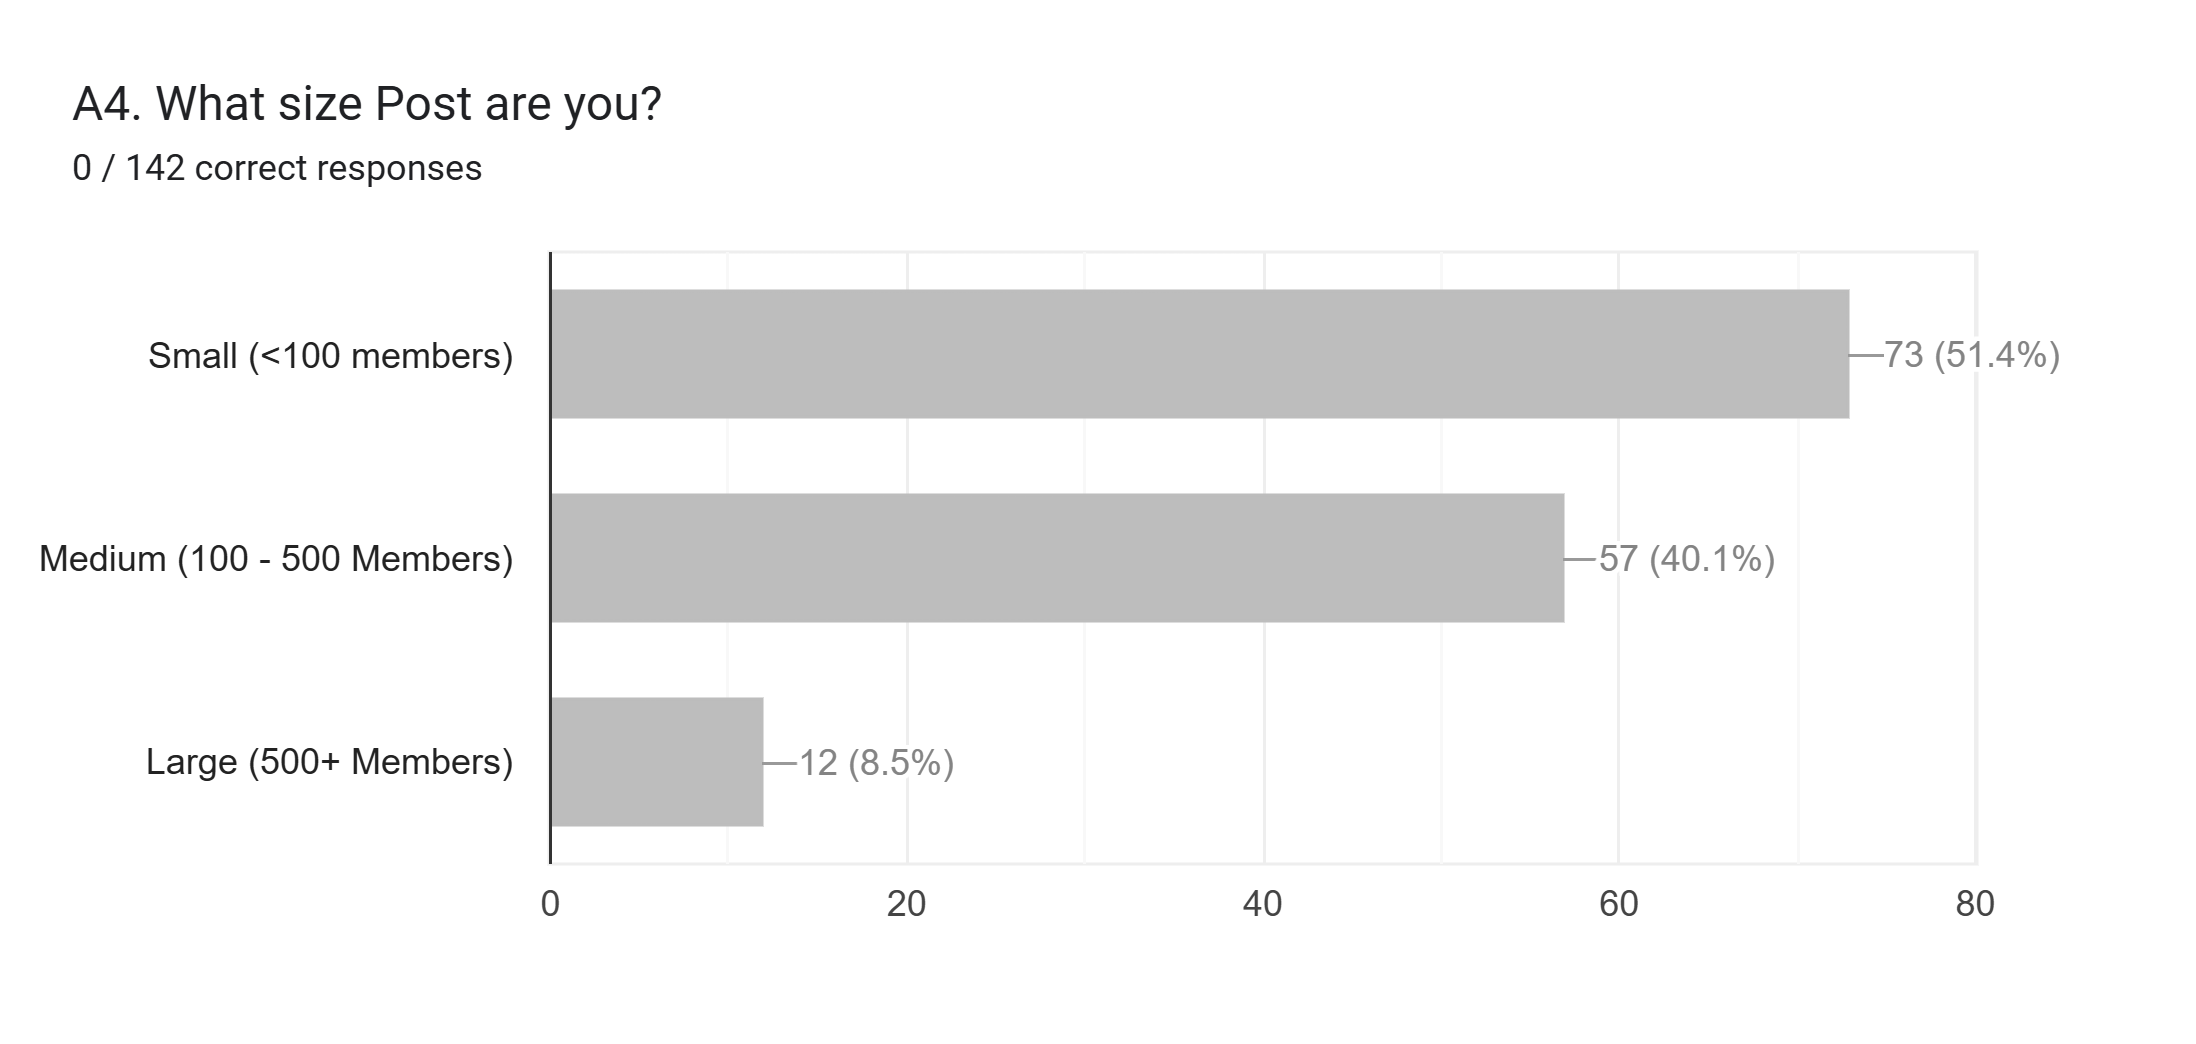 A4. What size Post are you?
0 / 142 correct responses
Small (<100 members)
73 (51.4%)
Medium (100 - 500 Members)
57 (40.1%)
Large (500+ Members)
12 (8.5%)
0 20 40 60 80